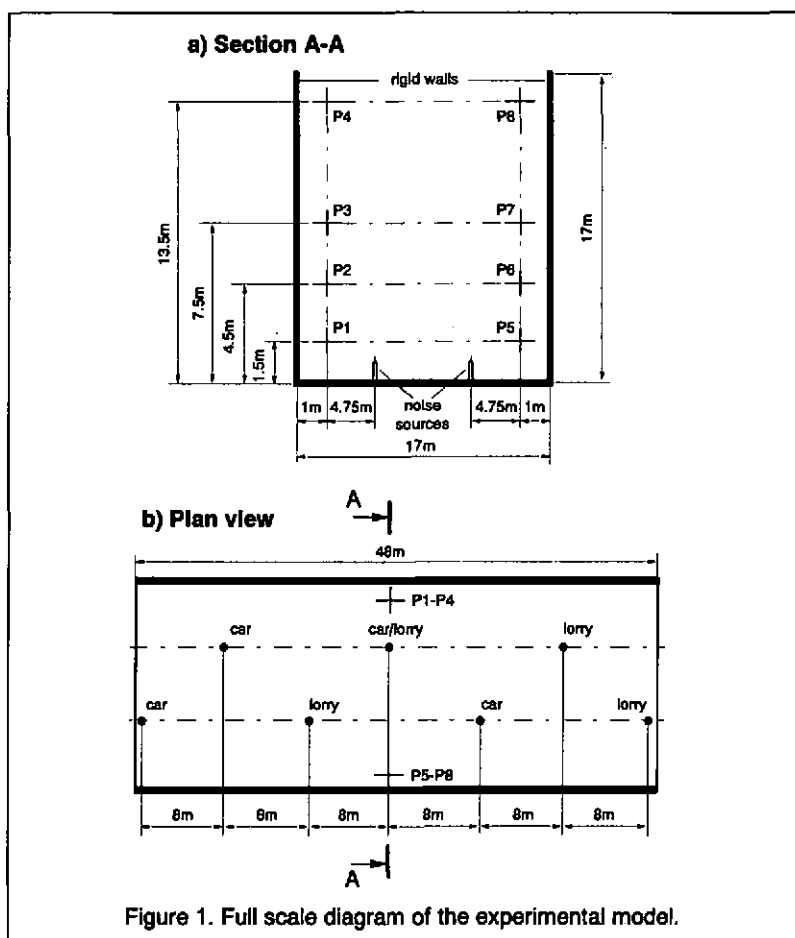 a) Section A-A
rigid walls
P4
P8
P3
P7
P2
P6
P1
P5
13.5m
7.5m
4.5m
1.5m
17m
1m
4.75m
noise
sources
4.75m
1m
17m
b) Plan view
A
48m
P1-P4
car
car/lorry
lorry
car
lorry
car
lorry
P5-P8
8m
8m
8m
8m
8m
8m
A
Figure 1. Full scale diagram of the experimental model.